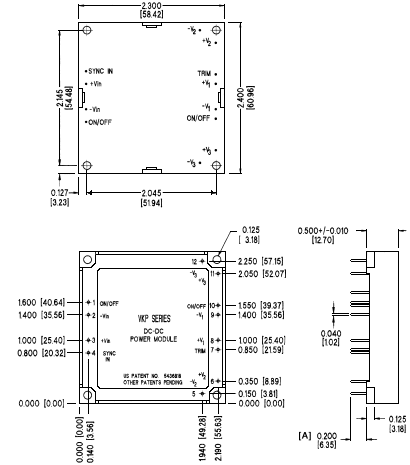 2.300
[58.42]
-V2
+V2
SYNC IN
TRIM
+Vin
+V1
2.145
[54.48]
2.400
[60.96]
-Vin
-V1
ON/OFF
ON/OFF
+V3
-V3
0.127
[3.23]
2.045
[51.94]
0.125
[ 3.18]
0.500+/-0.010
[12.70]
12
2.250 [57.15]
-V3
+V3
11
2.050 [52.07]
1.600 [40.64]
1
ON/OFF
ON/OFF
10
1.550 [39.37]
1.400 [35.56]
2
-Vin
VKP SERIES
-V1
9
1.400 [35.56]
DC-DC
POWER MODULE
0.040
[1.02]
1.000 [25.40]
3
+Vin
+V1
8
1.000 [25.40]
0.800 [20.32]
4
SYNC
IN
TRIM
7
0.850 [21.59]
US PATENT NO. 5436818
OTHER PATENTS PENDING
+V2
-V2
6
0.350 [8.89]
5
0.150 [3.81]
0.000 [0.00]
0.000 [0.00]
0.000 [0.00]
0.140 [3.56]
1.940 [49.28]
2.190 [55.63]
0.125
[3.18]
[A]
0.200
[6.35]